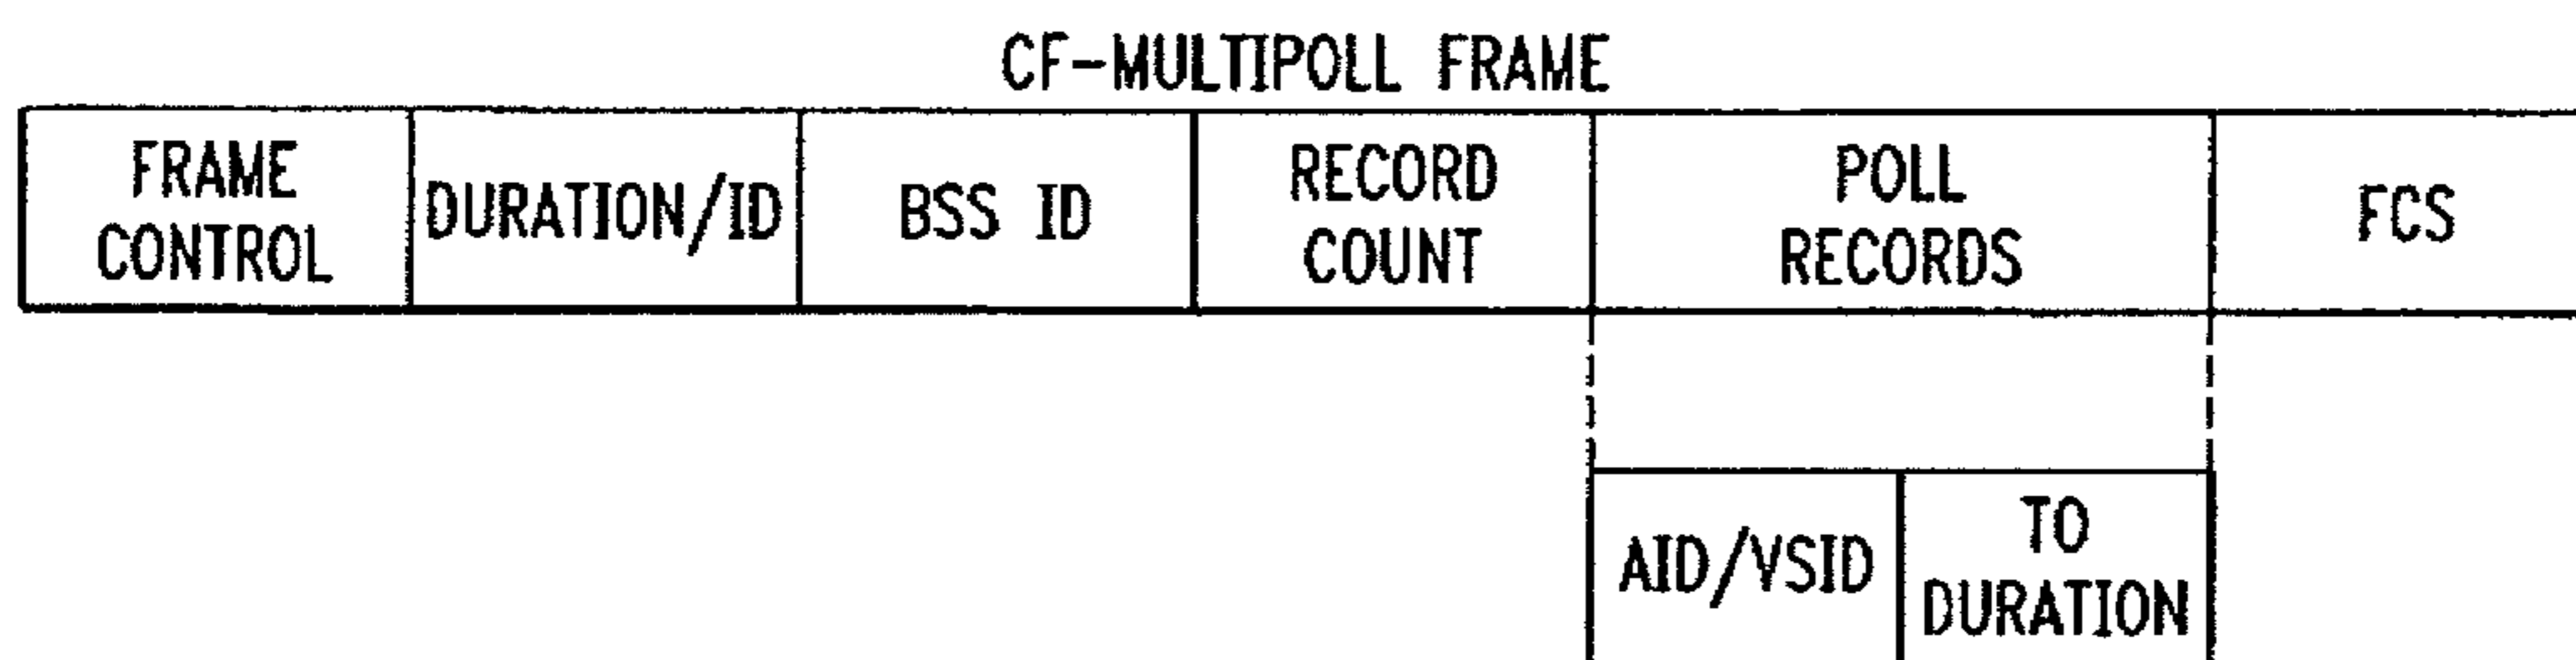 CF-MULTIPOLL FRAME
FRAME
CONTROL
DURATION/ID
BSS ID
RECORD
COUNT
POLL
RECORDS
FCS
AID/VSID
TO
DURATION